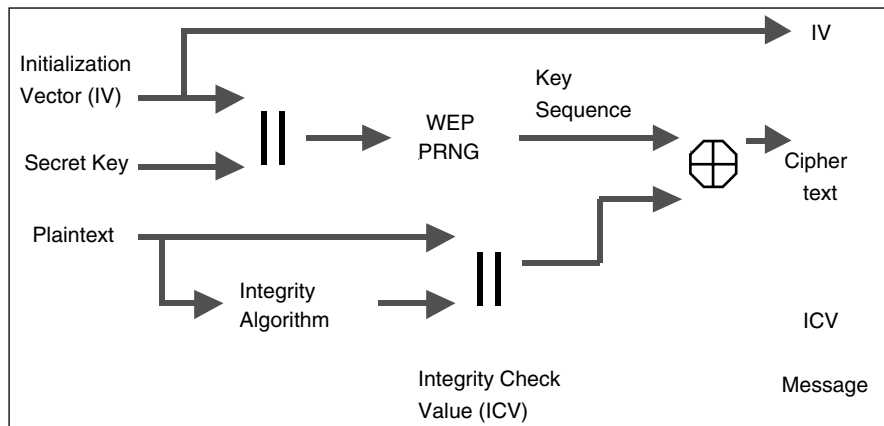 IV
Initialization
Vector (IV)
Key
Sequence
WEP
PRNG
Secret Key
Cipher
text
Plaintext
Integrity
Algorithm
ICV
Integrity Check
Value (ICV)
Message